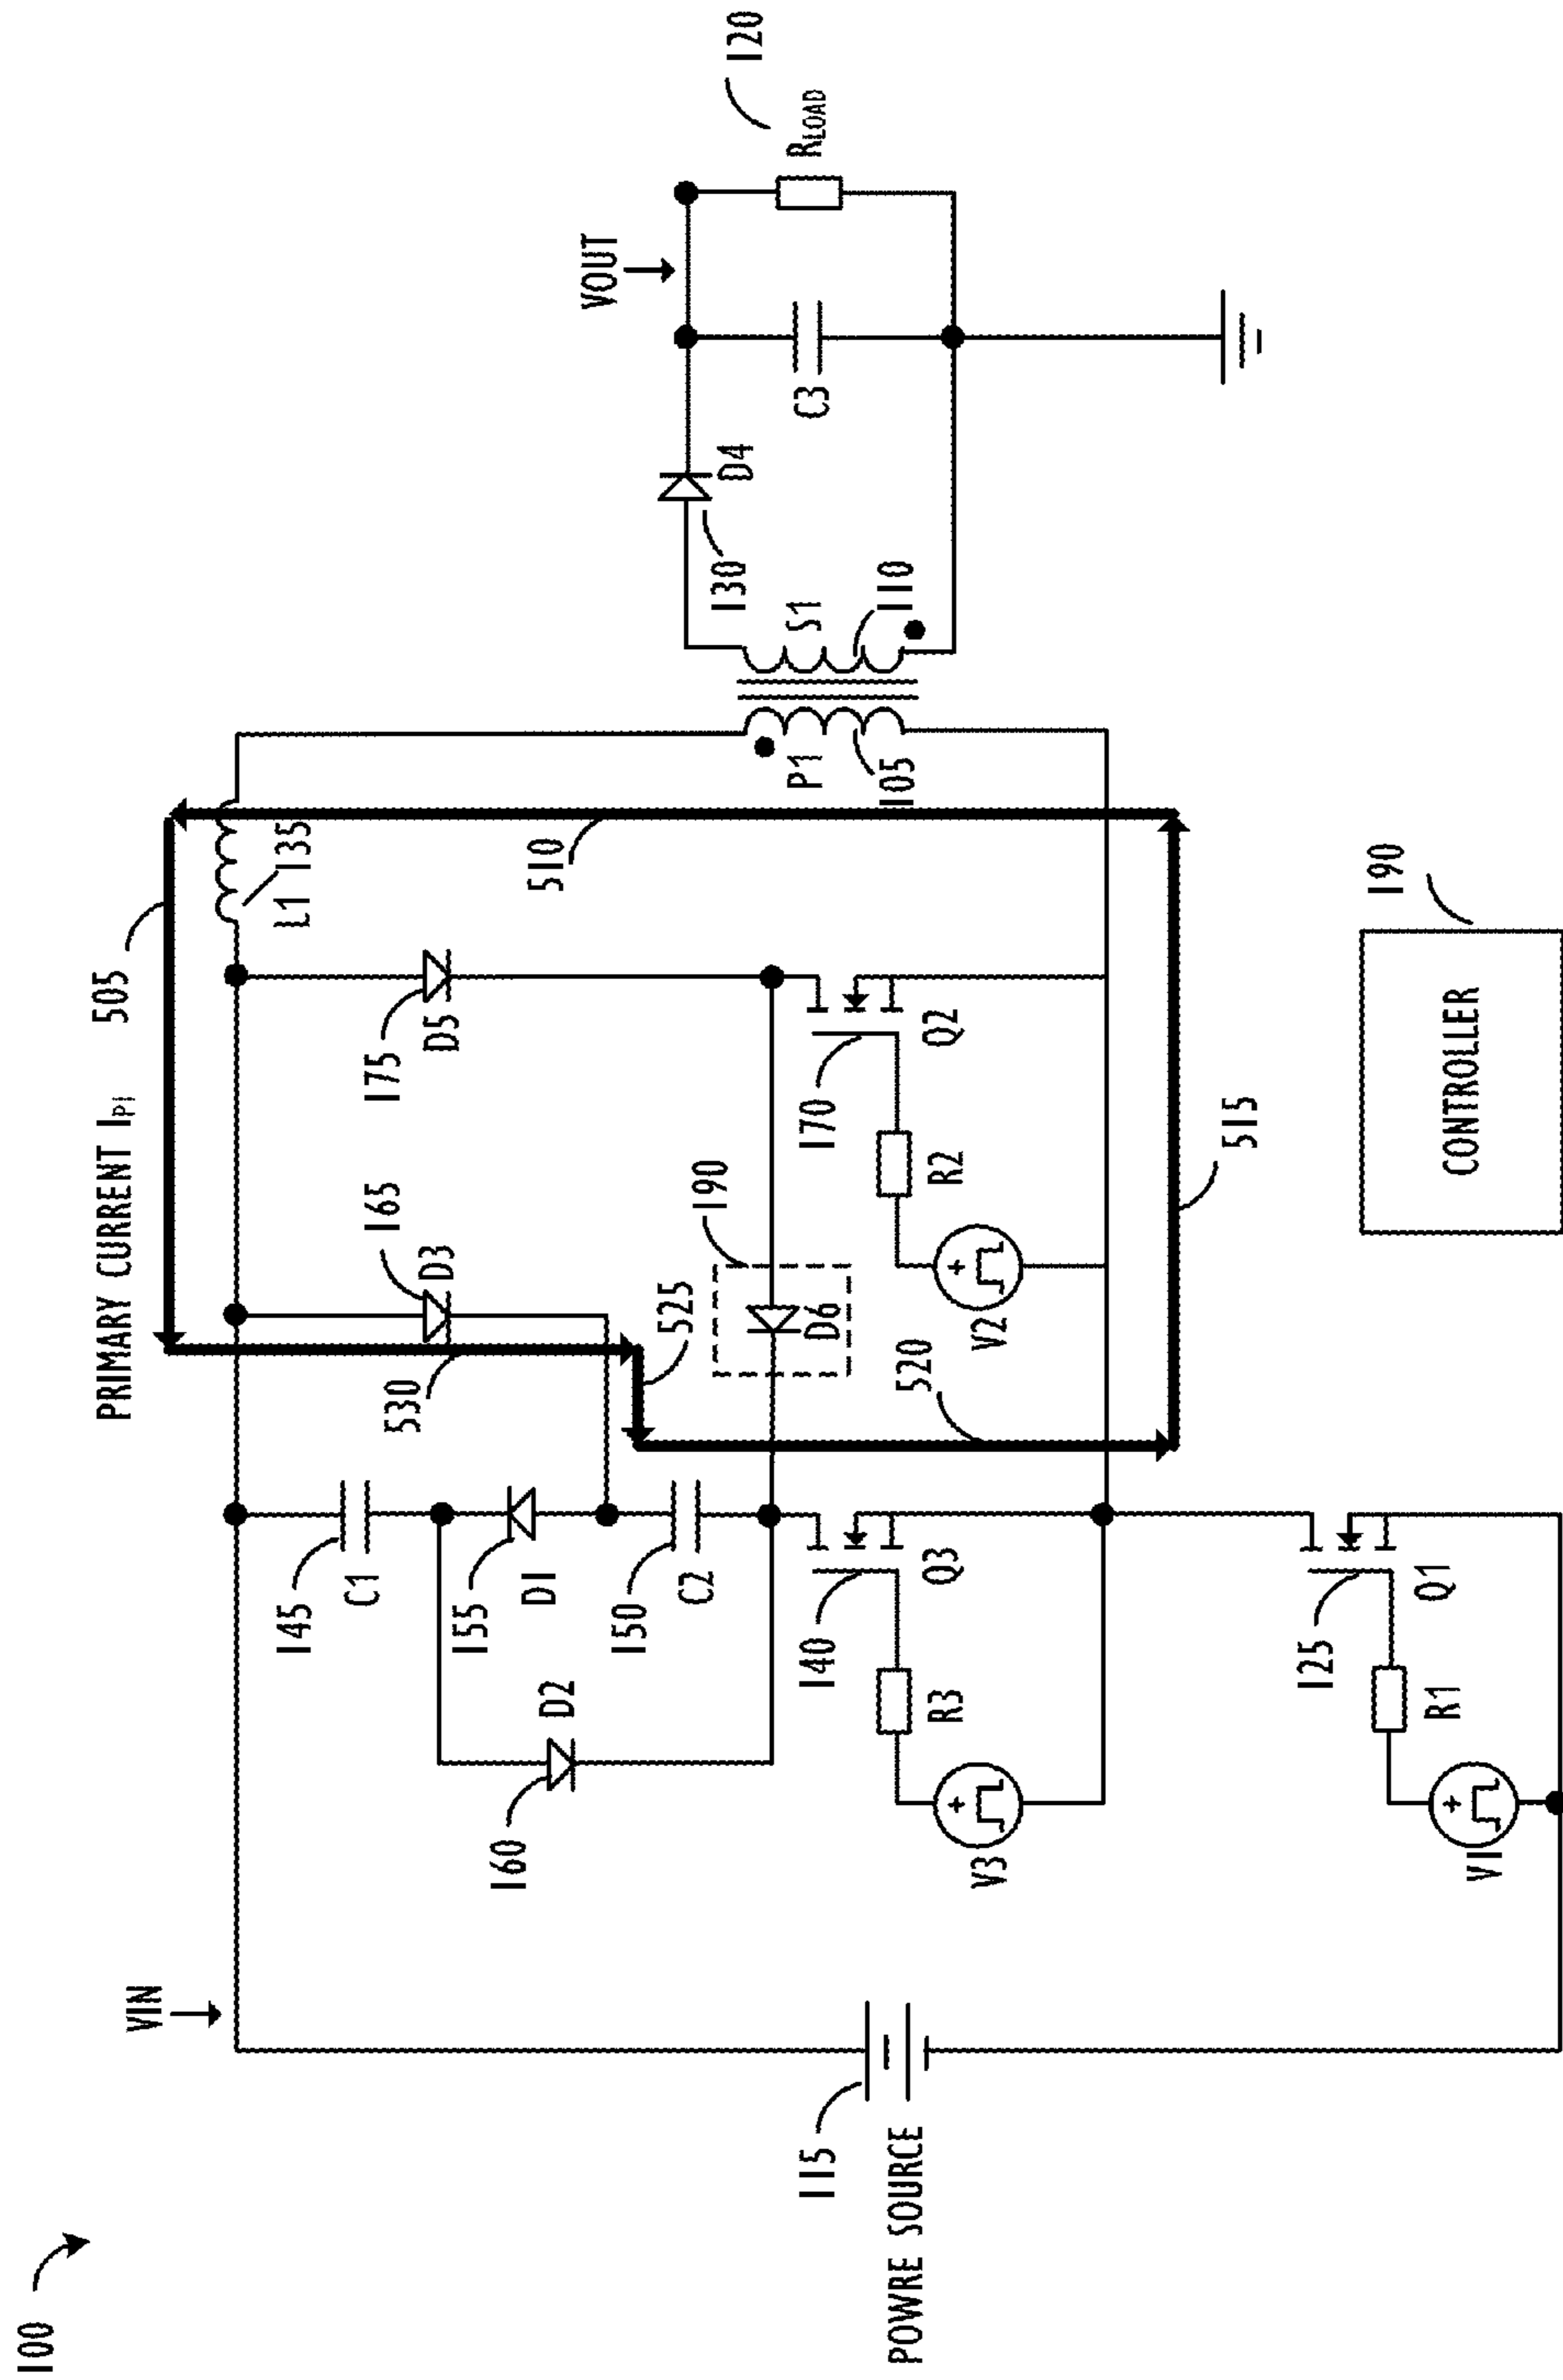 100
PRIMARY CURRENT IP1 505
VIN
145
C1
155
D1
150
C2
160
D2
530
165
D3
525
175
D5
L1
135
510
190
D6
520
140
Q3
R3
V3
170
Q2
R2
V2
515
125
Q1
R1
V1
115
POWRE SOURCE
P1
105
S1
110
130
D4
VOUT
C3
RLOAD
120
190
CONTROLLER